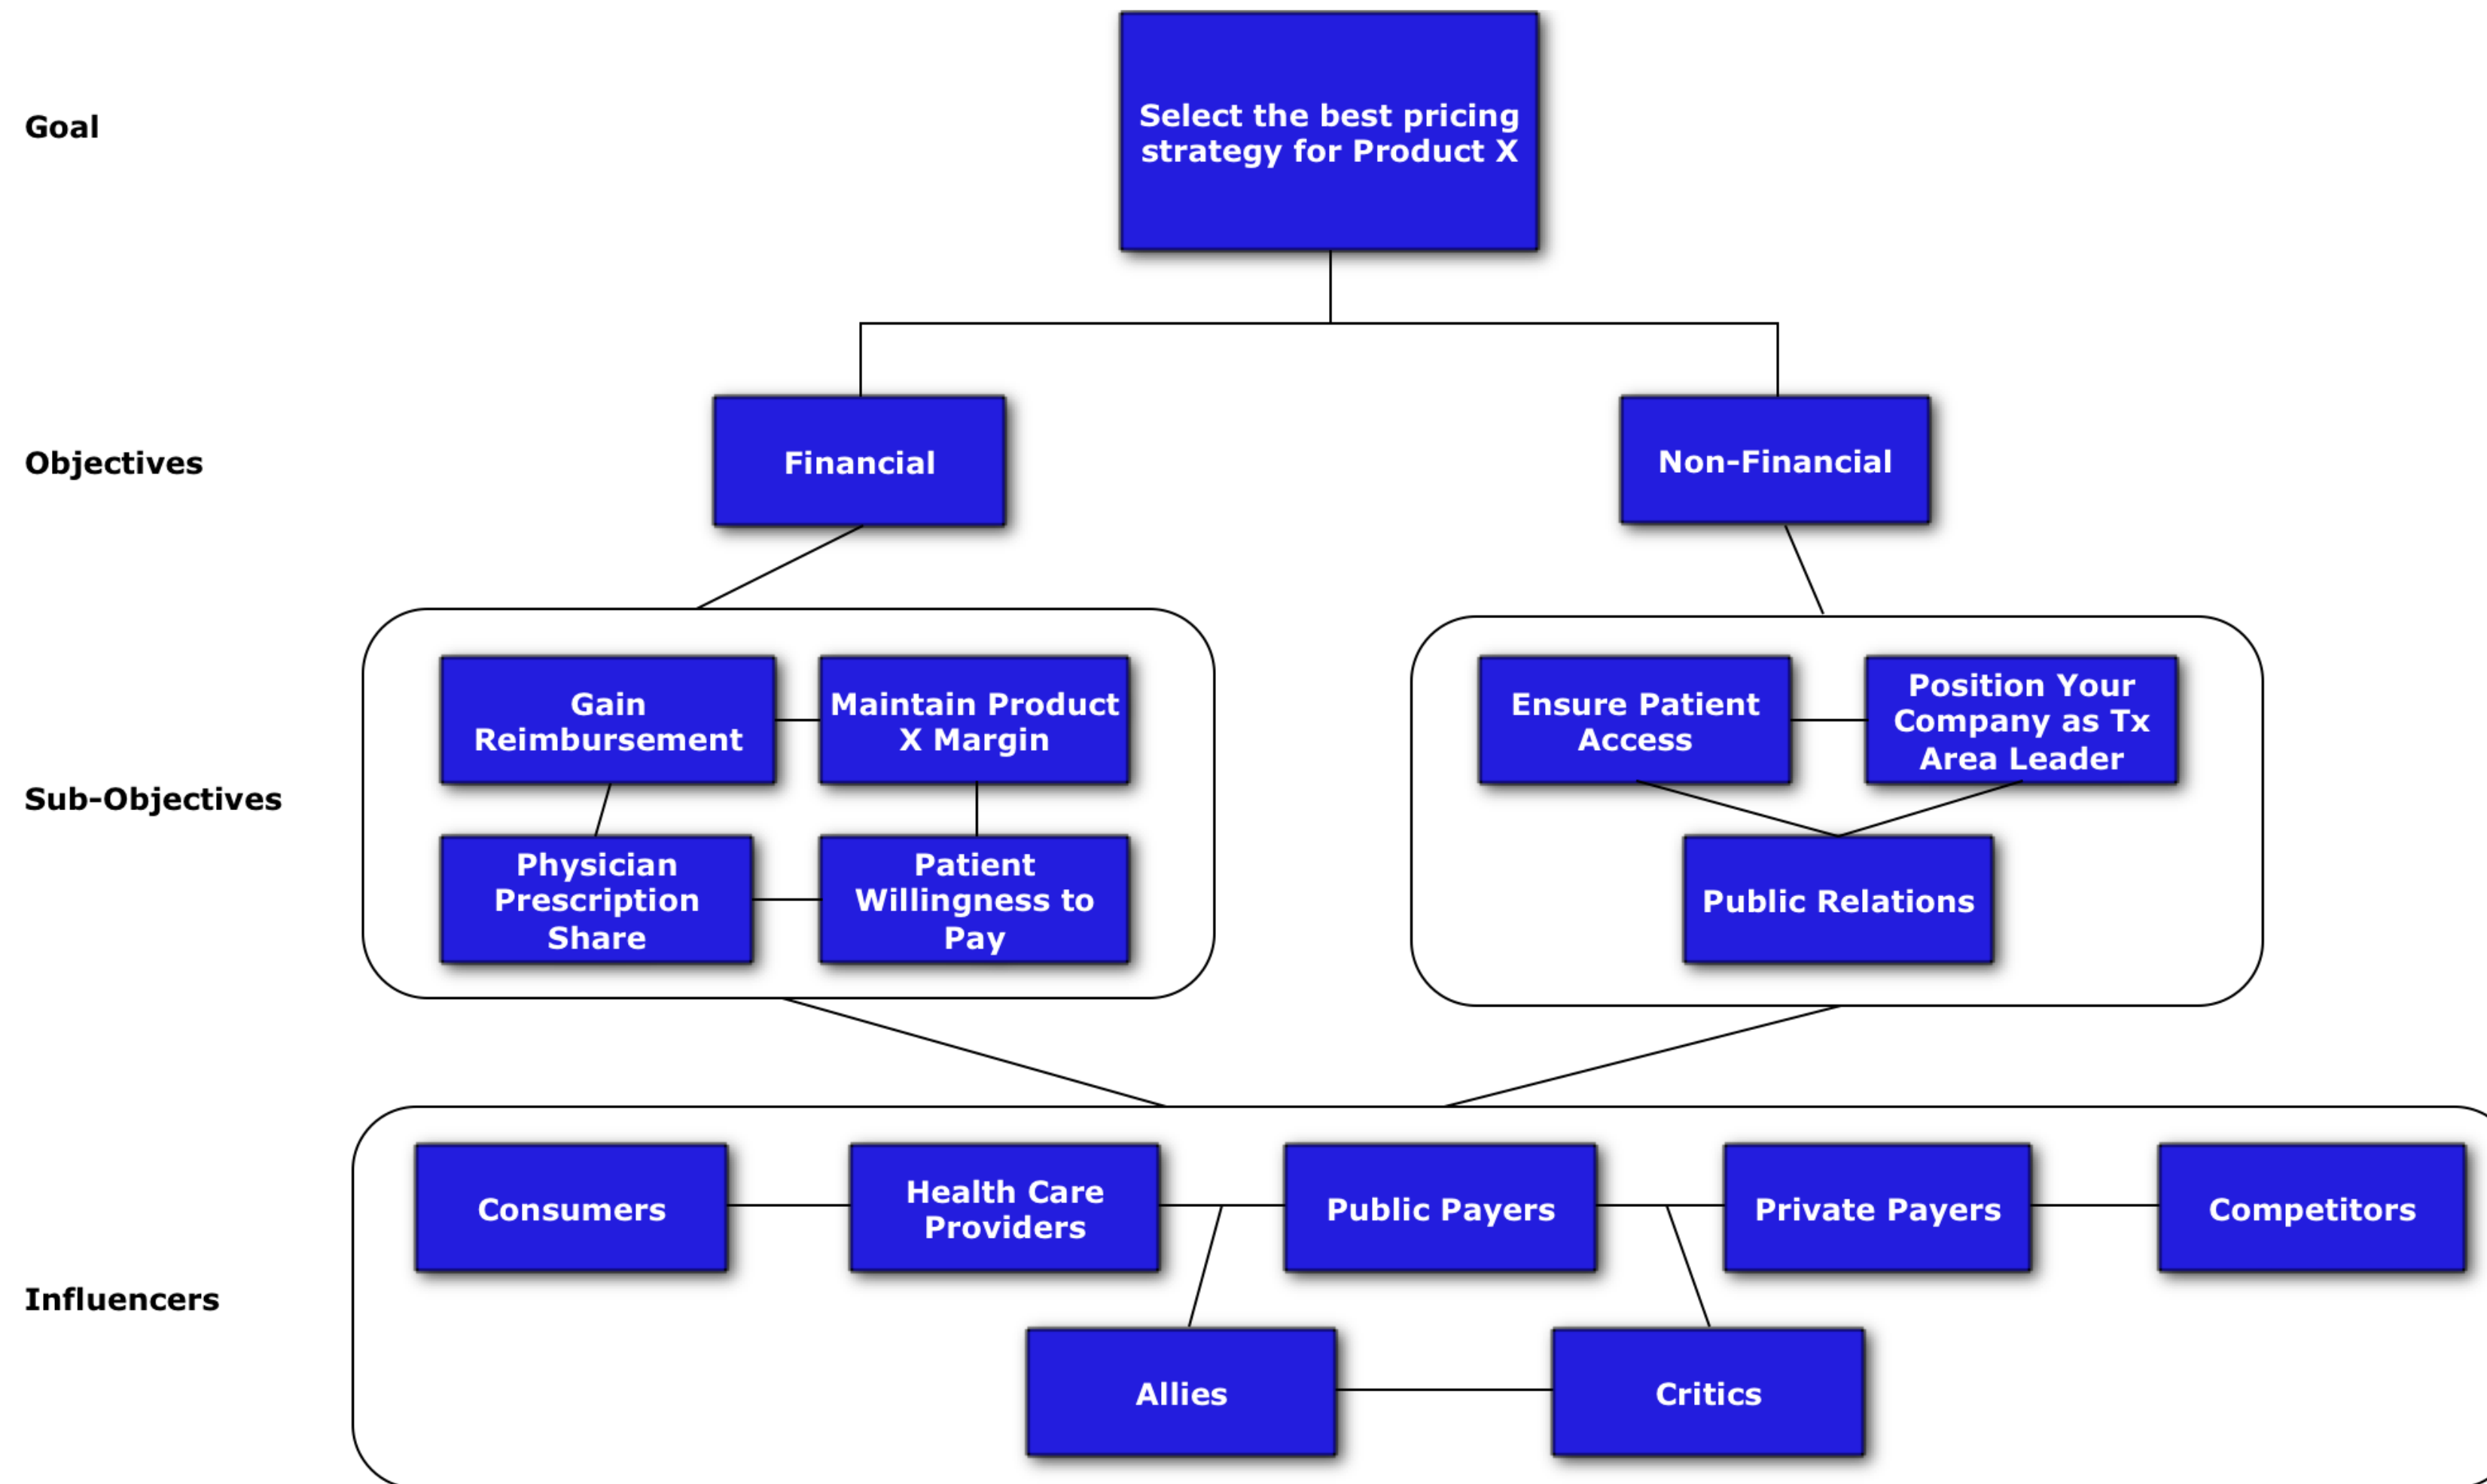 Goal
Select the best pricing
strategy for Product X
Objectives
Financial
Non-Financial
Sub-Objectives
Gain
Reimbursement
Maintain Product
X Margin
Physician
Prescription
Share
Patient
Willingness to
Pay
Ensure Patient
Access
Position Your
Company as Tx
Area Leader
Public Relations
Influencers
Consumers
Health Care
Providers
Public Payers
Private Payers
Competitors
Allies
Critics